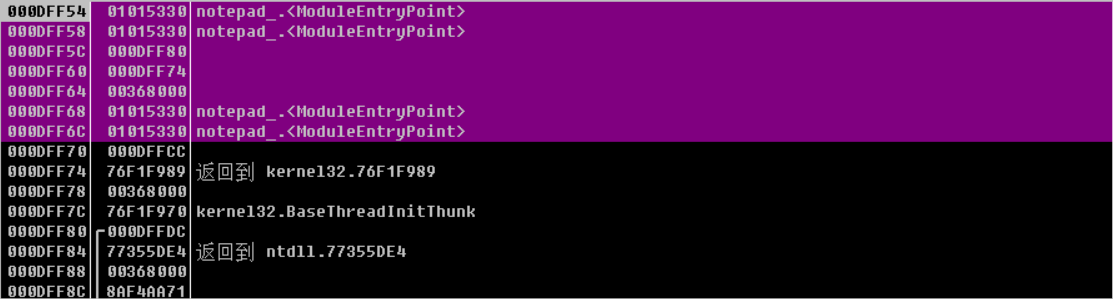 000DFF54 01015330 notepad_.<ModuleEntryPoint>
000DFF58 01015330 notepad_.<ModuleEntryPoint>
000DFF5C 000DFF80
000DFF60 000DFF74
000DFF64 00368000
000DFF68 01015330 notepad_.<ModuleEntryPoint>
000DFF6C 01015330 notepad_.<ModuleEntryPoint>
000DFF70 000DFFCC
000DFF74 76F1F989 返回到 kernel32.76F1F989
000DFF78 00368000
000DFF7C 76F1F970 kernel32.BaseThreadInitThunk
000DFF80 000DFFDC
000DFF84 77355DE4 返回到 ntdll.77355DE4
000DFF88 00368000
000DFF8C 8AF4AA71